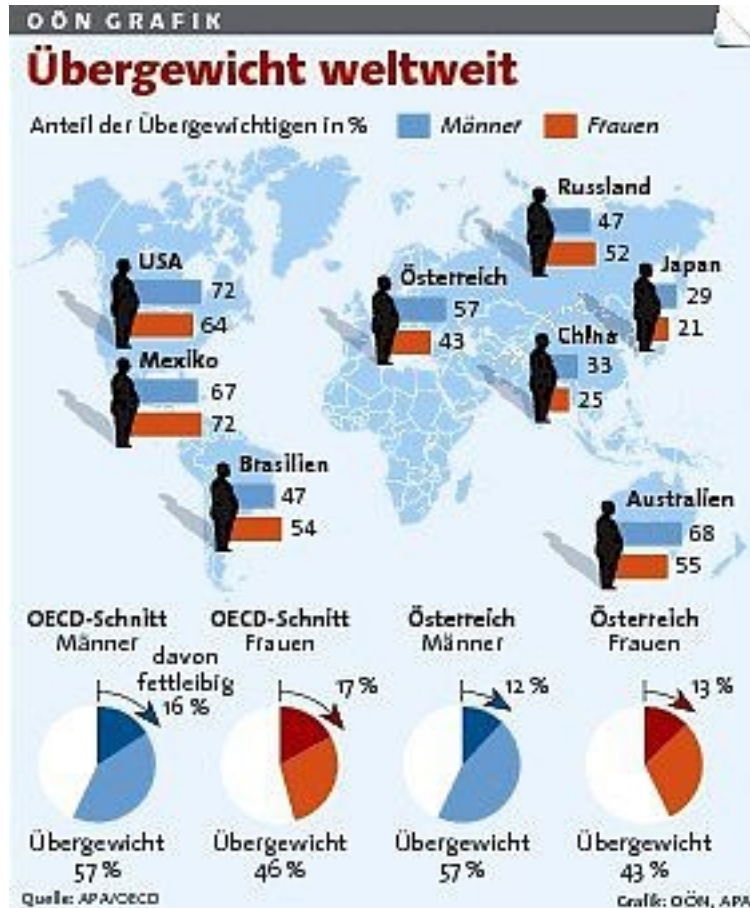 OÖN GRAFIK
Übergewicht weltweit
Anteil der Übergewichtigen in % Männer Frauen
Russland
47
52
USA
72
64
Österreich
57
43
Japan
29
21
Mexiko
67
72
China
33
25
Brasilien
47
54
Australien
68
55
OECD-Schnitt
Männer
davon
fettleibig
16 %
Übergewicht
57 %
OECD-Schnitt
Frauen
17 %
Übergewicht
46 %
Österreich
Männer
12 %
Übergewicht
57 %
Österreich
Frauen
13 %
Übergewicht
43 %
Quelle: APA/OECD
Grafik: OÖN, APA